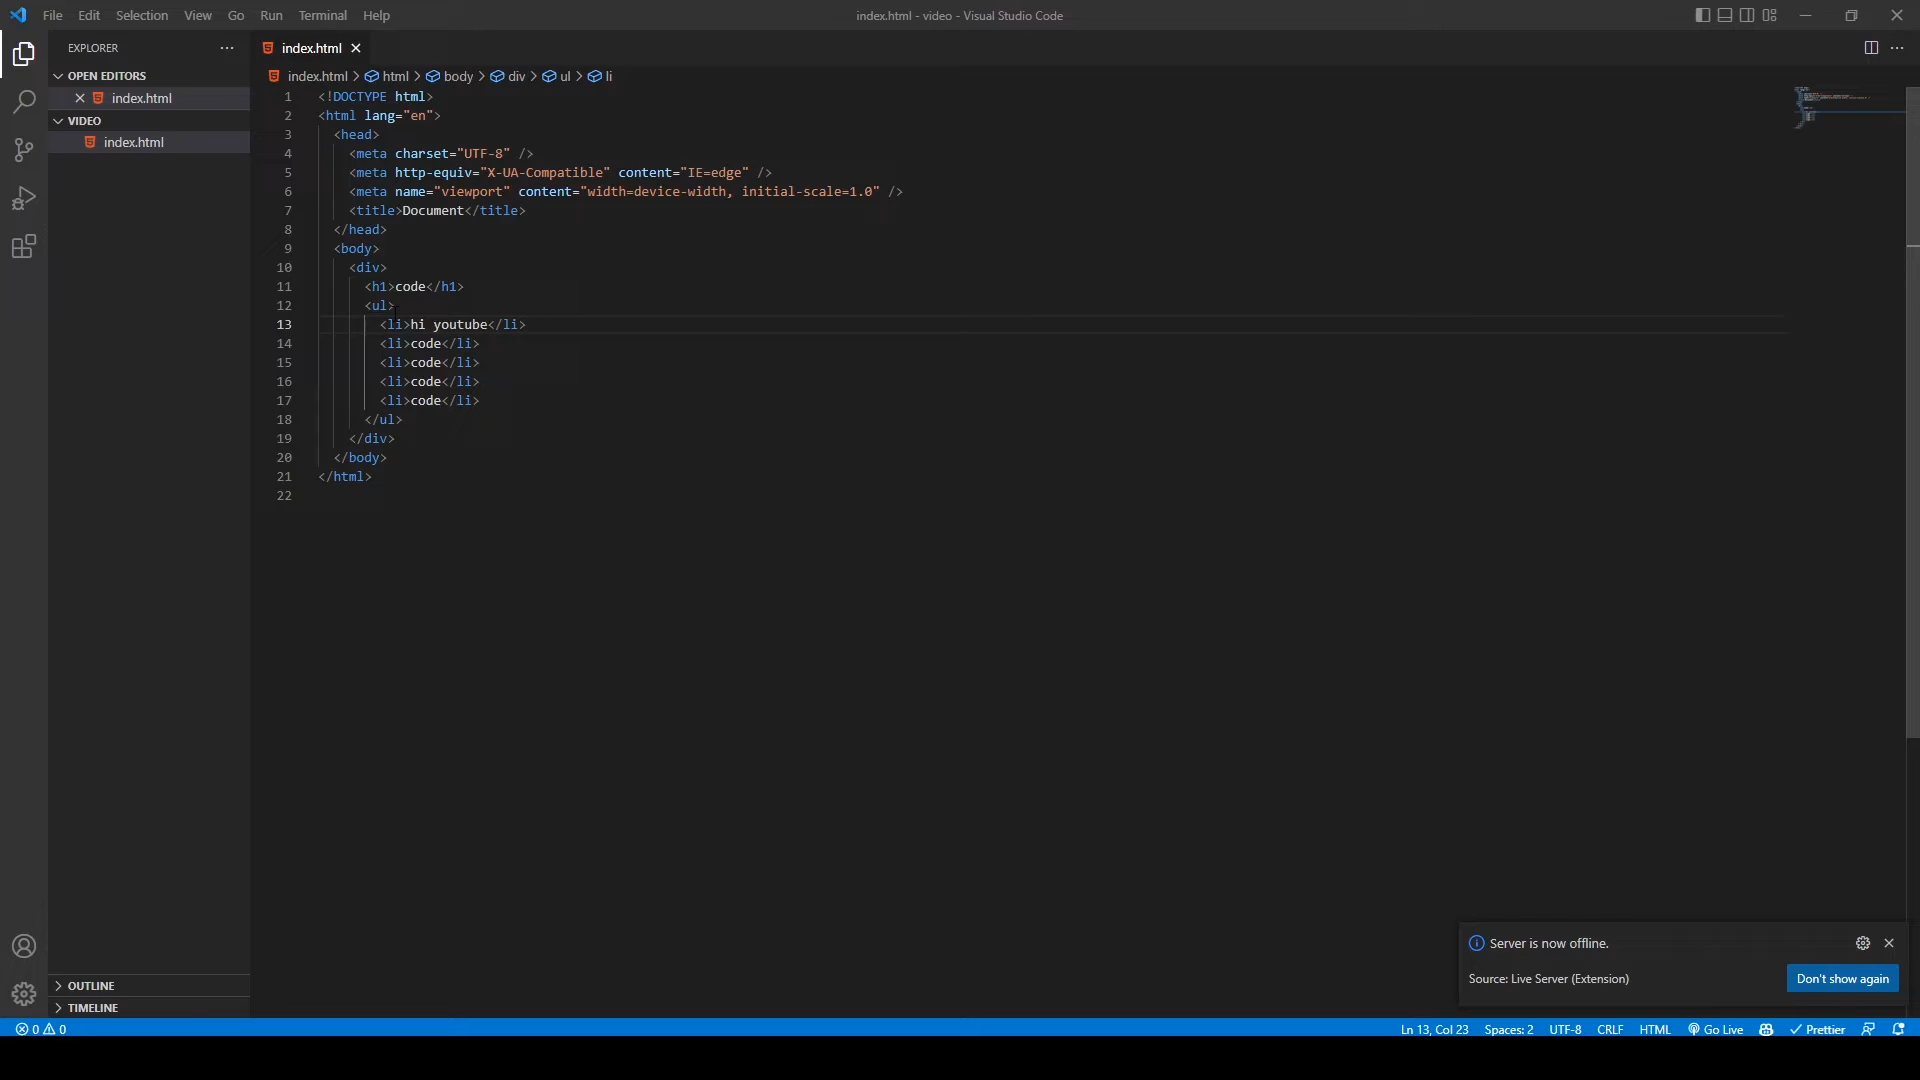 File Edit Selection View Go Run Terminal Help
index.html - video - Visual Studio Code
EXPLORER
OPEN EDITORS
index.html
VIDEO
index.html
OUTLINE
TIMELINE
index.html
index.html > html > body > div > ul > li
1 <!DOCTYPE html>
2 <html lang="en">
3 <head>
4 <meta charset="UTF-8" />
5 <meta http-equiv="X-UA-Compatible" content="IE=edge" />
6 <meta name="viewport" content="width=device-width, initial-scale=1.0" />
7 <title>Document</title>
8 </head>
9 <body>
10 <div>
11 <h1>code</h1>
12 <ul>
13 <li>hi youtube</li>
14 <li>code</li>
15 <li>code</li>
16 <li>code</li>
17 <li>code</li>
18 </ul>
19 </div>
20 </body>
21 </html>
22
Server is now offline.
Source: Live Server (Extension)
Don't show again
0 0
Ln 13, Col 23 Spaces: 2 UTF-8 CRLF HTML Go Live Prettier